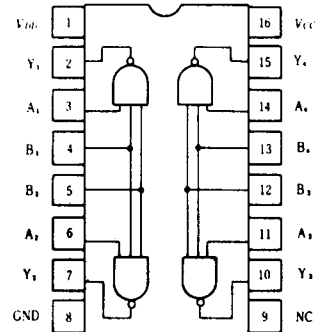 VDD 1 16 VCC
Y₁ 2 15 Y₄
A₁ 3 14 A₄
B₁ 4 13 B₄
B₂ 5 12 B₃
A₂ 6 11 A₃
Y₂ 7 10 Y₃
GND 8 9 NC